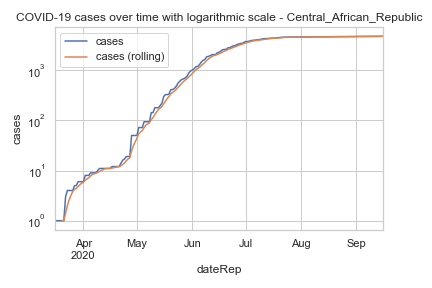 COVID-19 cases over time with logarithmic scale - Central_African_Republic
cases
cases (rolling)
10³
10²
10¹
10⁰
cases
Apr
2020
May
Jun
Jul
Aug
Sep
dateRep